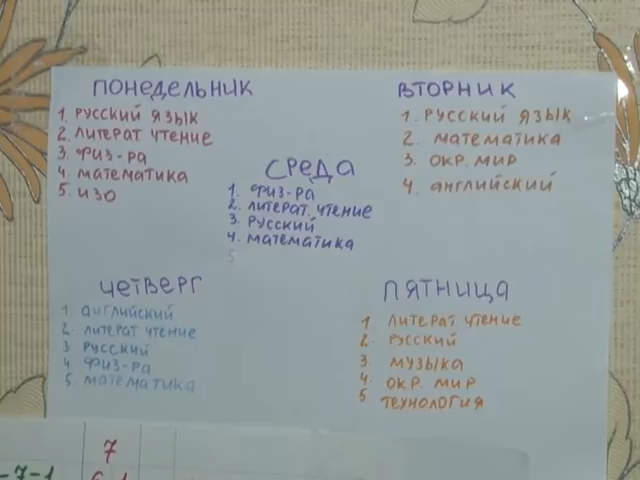 ПОНЕДЕЛЬНИК
1. РУССКИЙ ЯЗЫК
2. ЛИТЕРАТ ЧТЕНИЕ
3. ФИЗ-РА
4. МАТЕМАТИКА
5. ИЗО
ВТОРНИК
1. РУССКИЙ ЯЗЫК
2. МАТЕМАТИКА
3. ОКР. МИР
4. АНГЛИЙСКИЙ
СРЕДА
1. ФИЗ-РА
2. ЛИТЕРАТ. ЧТЕНИЕ
3. РУССКИЙ
4. МАТЕМАТИКА
5
ЧЕТВЕРГ
1. АНГЛИЙСКИЙ
2. ЛИТЕРАТ ЧТЕНИЕ
3 РУССКИЙ
4 ФИЗ-РА
5. МАТЕМАТИКА
ПЯТНИЦА
1 ЛИТЕРАТ. ЧТЕНИЕ
2. РУССКИЙ
3. МУЗЫКА
4. ОКР. МИР
5 ТЕХНОЛОГИЯ
7
-7-1